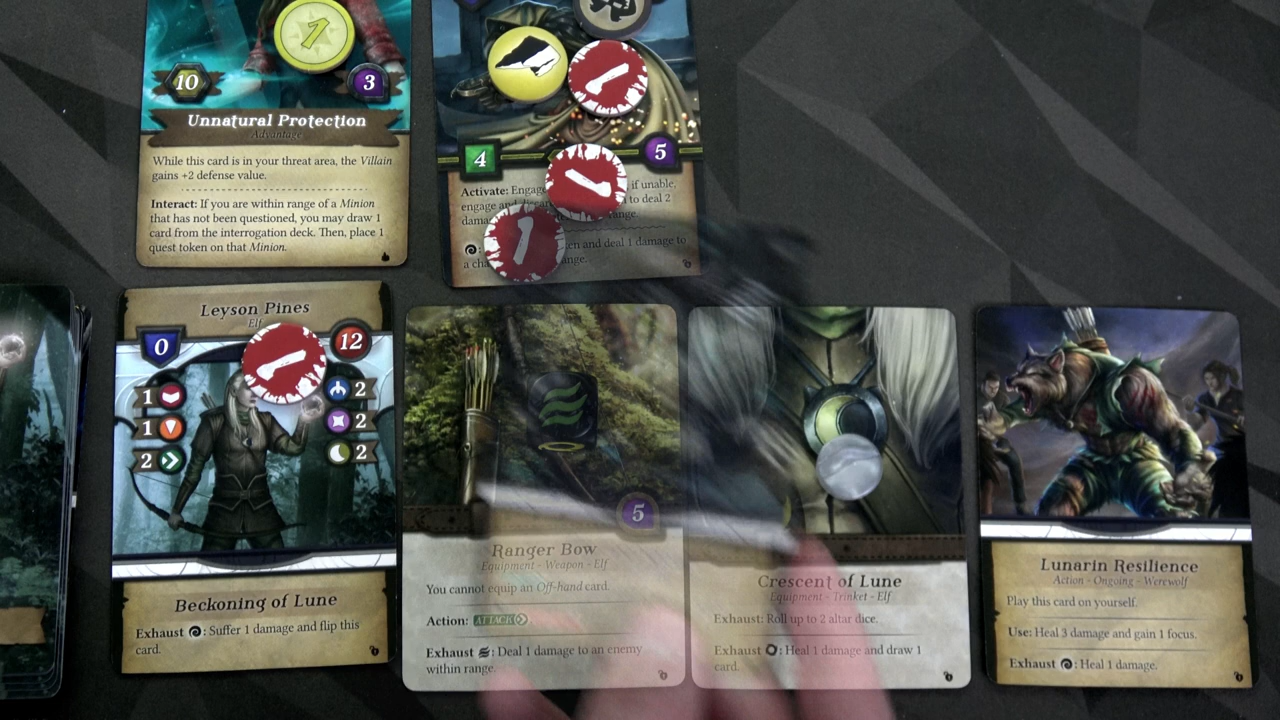 10
3
Unnatural Protection
Advantage
While this card is in your threat area, the Villain
gains +2 defense value.
Interact: If you are within range of a Minion
that has not been questioned, you may draw 1
card from the interrogation deck. Then, place 1
quest token on that Minion.
4
5
Activate: Engage if unable,
engage and to deal 2
range.
and deal 1 damage to
a
Leyson Pines
Elf
0
12
1
2
1
2
2
2
Beckoning of Lune
Exhaust : Suffer 1 damage and flip this
card.
5
Ranger Bow
Equipment - Weapon - Elf
You cannot equip an Off-hand card.
Action: ATTACK
Exhaust : Deal 1 damage to an enemy
within range.
Crescent of Lune
Equipment - Trinket - Elf
Exhaust: Roll up to 2 altar dice.
Exhaust : Heal 1 damage and draw 1
card.
Lunarin Resilience
Action - Ongoing - Werewolf
Play this card on yourself.
Use: Heal 3 damage and gain 1 focus.
Exhaust : Heal 1 damage.